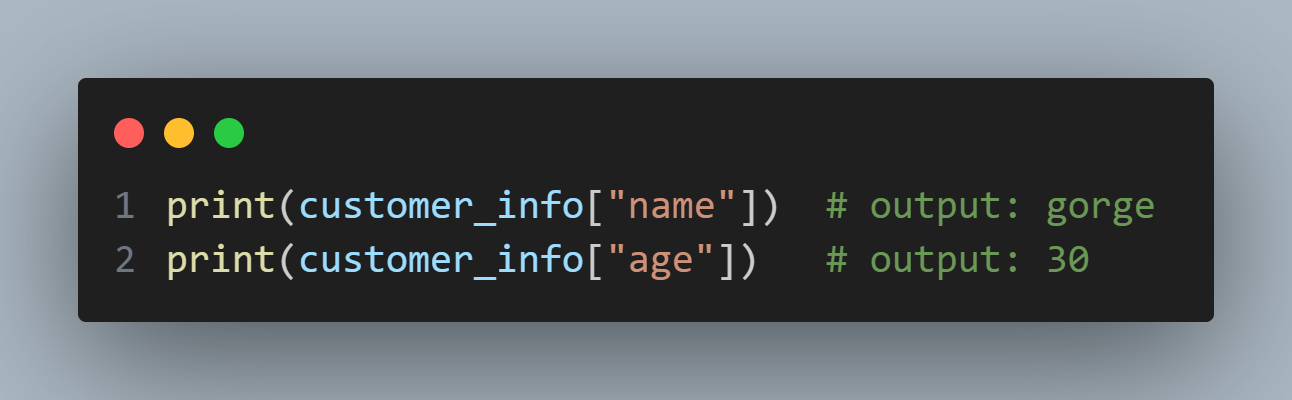 1 print(customer_info["name"])  # output: gorge
2 print(customer_info["age"])   # output: 30